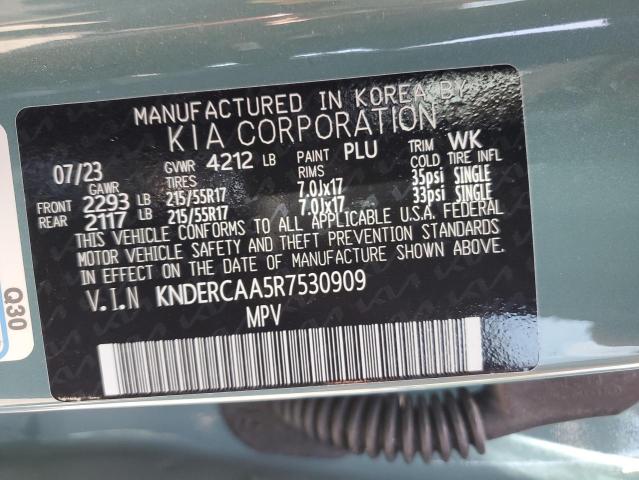 MANUFACTURED IN KOREA BY
KIA CORPORATION
07/23 GVWR 4212 LB PAINT PLU TRIM WK
GAWR TIRES RIMS COLD TIRE INFL
FRONT 2293 LB 215/55R17 7.0Jx17 35psi SINGLE
REAR 2117 LB 215/55R17 7.0Jx17 33psi SINGLE
THIS VEHICLE CONFORMS TO ALL APPLICABLE U.S.A. FEDERAL
MOTOR VEHICLE SAFETY AND THEFT PREVENTION STANDARDS
IN EFFECT ON THE DATE OF MANUFACTURE SHOWN ABOVE.
V.I.N KNDERCAA5R7530909
MPV
Q30